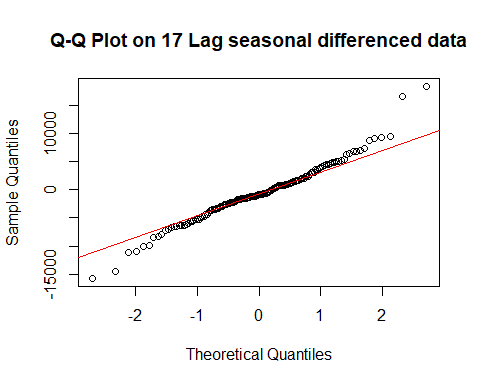 Q-Q Plot on 17 Lag seasonal differenced data
Sample Quantiles
10000
0
-15000
-2
-1
0
1
2
Theoretical Quantiles